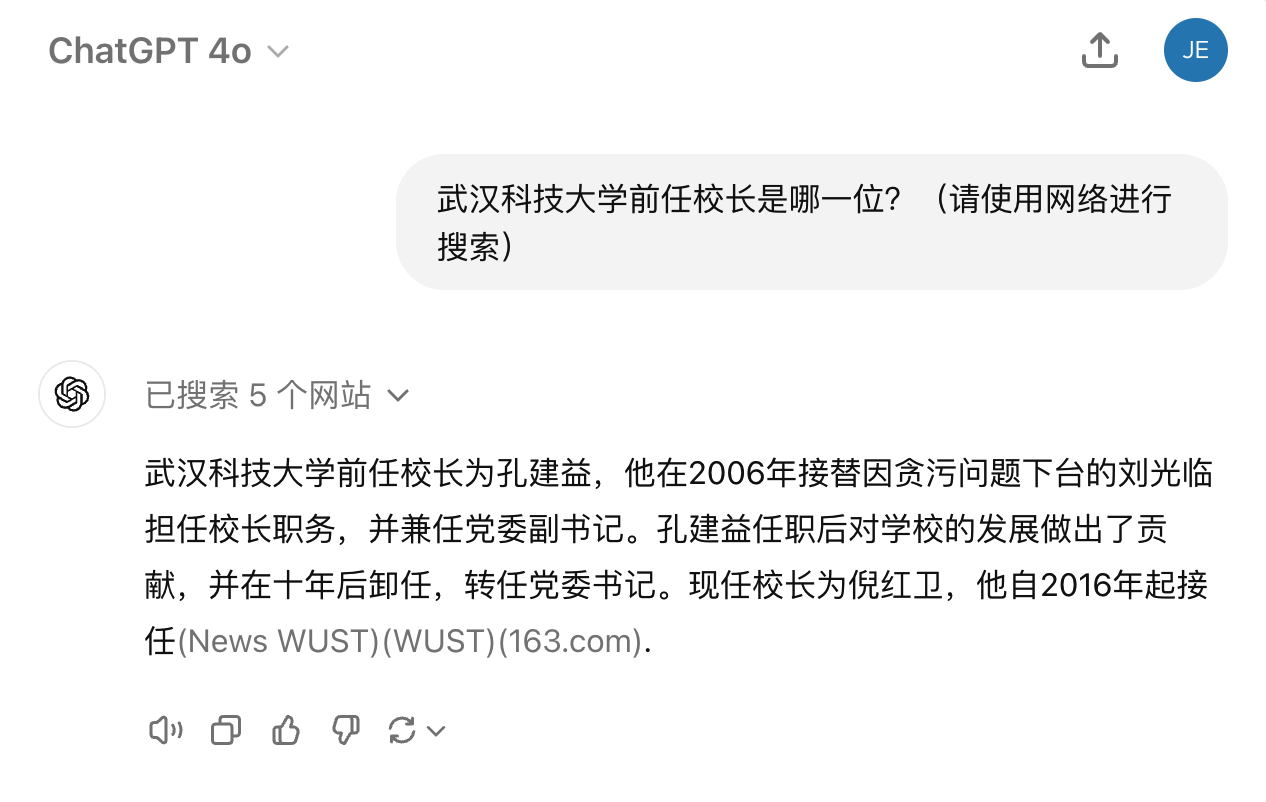 ChatGPT 4o
JE
武汉科技大学前任校长是哪一位？（请使用网络进行
搜索）
已搜索 5 个网站
武汉科技大学前任校长为孔建益，他在2006年接替因贪污问题下台的刘光临
担任校长职务，并兼任党委副书记。孔建益任职后对学校的发展做出了贡
献，并在十年后卸任，转任党委书记。现任校长为倪红卫，他自2016年起接
任(News WUST)(WUST)(163.com).